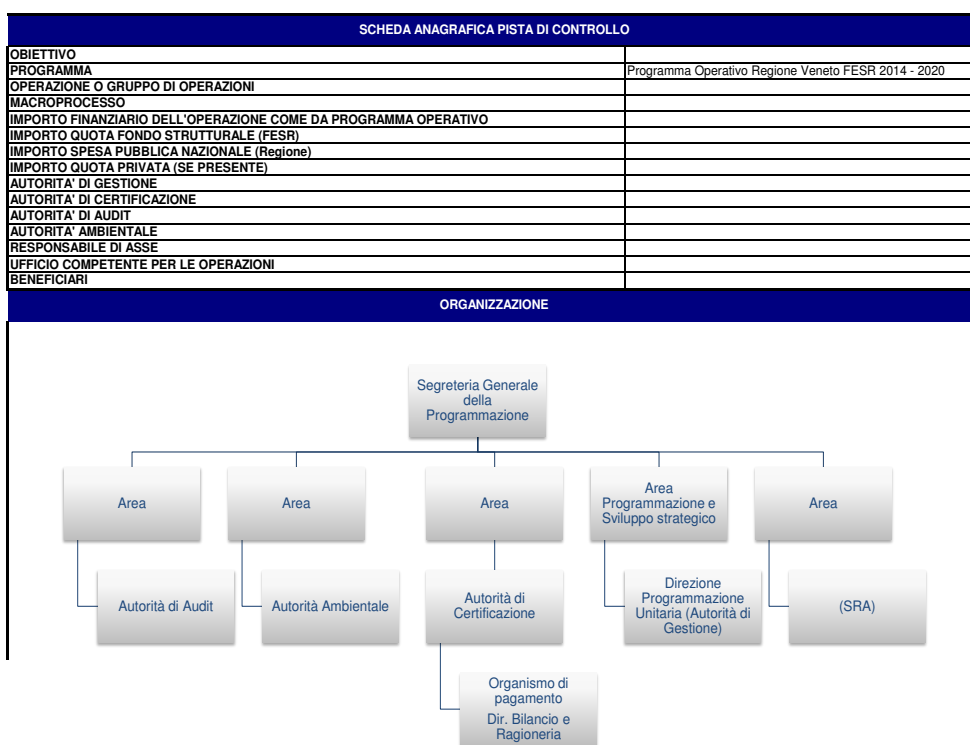 SCHEDA ANAGRAFICA PISTA DI CONTROLLO
OBIETTIVO
PROGRAMMA Programma Operativo Regione Veneto FESR 2014 - 2020
OPERAZIONE O GRUPPO DI OPERAZIONI
MACROPROCESSO
IMPORTO FINANZIARIO DELL'OPERAZIONE COME DA PROGRAMMA OPERATIVO
IMPORTO QUOTA FONDO STRUTTURALE (FESR)
IMPORTO SPESA PUBBLICA NAZIONALE (Regione)
IMPORTO QUOTA PRIVATA (SE PRESENTE)
AUTORITA' DI GESTIONE
AUTORITA' DI CERTIFICAZIONE
AUTORITA' DI AUDIT
AUTORITA' AMBIENTALE
RESPONSABILE DI ASSE
UFFICIO COMPETENTE PER LE OPERAZIONI
BENEFICIARI
ORGANIZZAZIONE
Segreteria Generale
della
Programmazione
Area
Area
Area
Area
Programmazione e
Sviluppo strategico
Area
Autorità di Audit
Autorità Ambientale
Autorità di
Certificazione
Direzione
Programmazione
Unitaria (Autorità di
Gestione)
(SRA)
Organismo di
pagamento
Dir. Bilancio e
Ragioneria